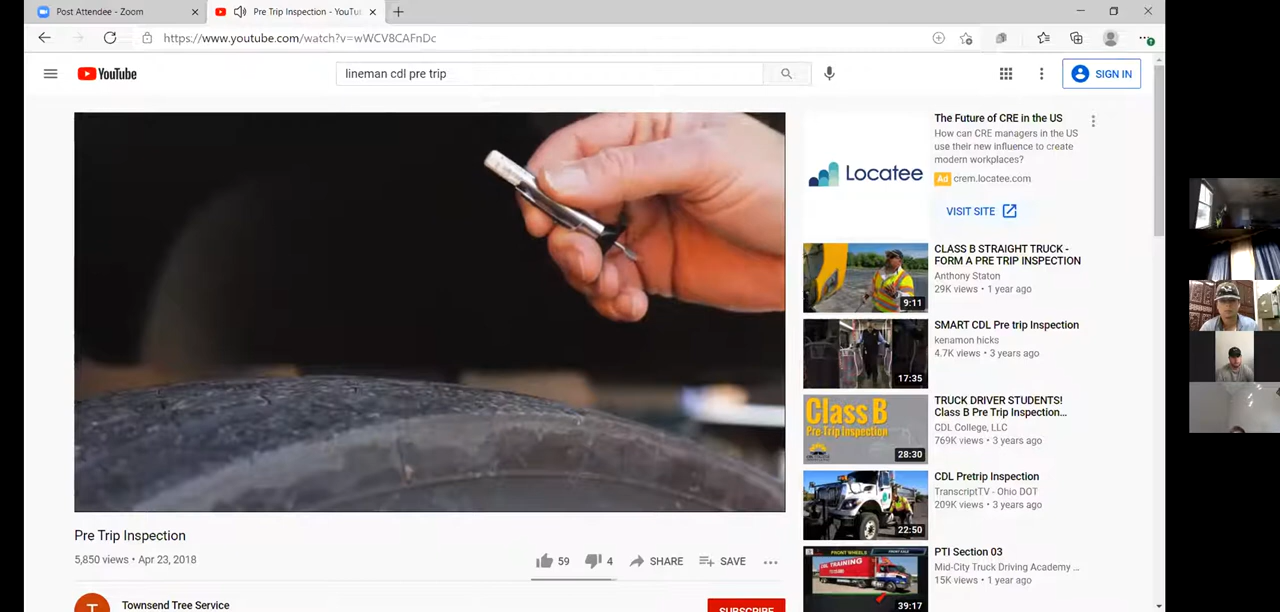 Post Attendee - Zoom
Pre Trip Inspection - YouTu
https://www.youtube.com/watch?v=wWCV8CAFnDc
YouTube
lineman cdl pre trip
SIGN IN
Locatee
The Future of CRE in the US
How can CRE managers in the US
use their new influence to create
modern workplaces?
Ad crem.locatee.com
VISIT SITE
9:11
CLASS B STRAIGHT TRUCK -
FORM A PRE TRIP INSPECTION
Anthony Staton
29K views • 1 year ago
17:35
SMART CDL Pre trip Inspection
kenamon hicks
4.7K views • 3 years ago
Class B
Pre-Trip Inspection
28:30
TRUCK DRIVER STUDENTS!
Class B Pre Trip Inspection...
CDL College, LLC
769K views • 3 years ago
22:50
CDL Pretrip Inspection
TranscriptTV - Ohio DOT
209K views • 3 years ago
FRONT WHEELS
FRONT AXLE
CDL TRAINING
39:17
PTI Section 03
Mid-City Truck Driving Academy ...
15K views • 1 year ago
Pre Trip Inspection
5,850 views • Apr 23, 2018
59
4
SHARE
SAVE
T
Townsend Tree Service
SUBSCRIBE